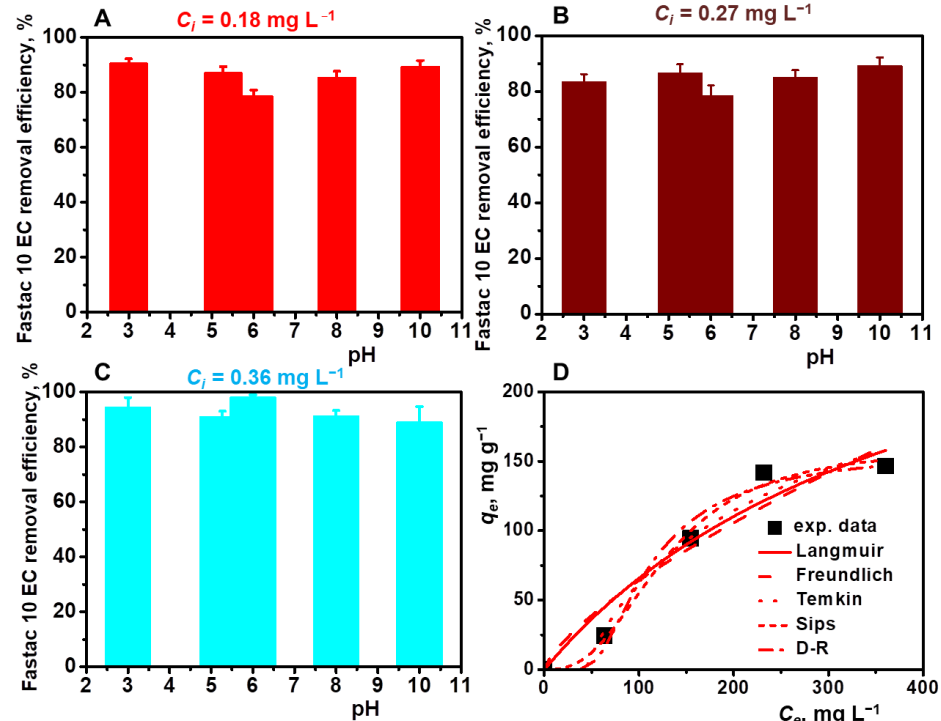 A
Cᵢ = 0.18 mg L⁻¹
Fastac 10 EC removal efficiency, %
100
80
60
40
20
0
2 3 4 5 6 7 8 9 10 11
pH
B
Cᵢ = 0.27 mg L⁻¹
Fastac 10 EC removal efficiency, %
100
80
60
40
20
0
2 3 4 5 6 7 8 9 10 11
pH
C
Cᵢ = 0.36 mg L⁻¹
Fastac 10 EC removal efficiency, %
100
80
60
40
20
0
2 3 4 5 6 7 8 9 10 11
pH
D
qₑ, mg g⁻¹
200
150
100
50
0
exp. data
Langmuir
Freundlich
Temkin
Sips
D-R
0 100 200 300 400
Cₑ, mg L⁻¹